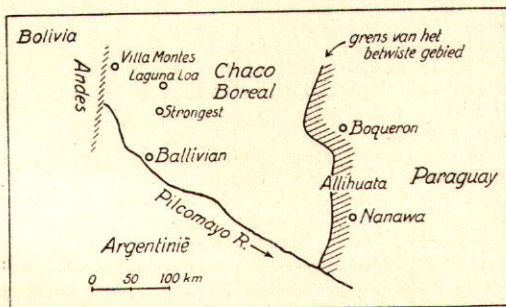 Bolivia
Andes
Villa Montes
Laguna Loa
Strongest
Ballivian
Chaco
Boreal
grens van het
betwiste gebied
Boqueron
Allihuata
Paraguay
Nanawa
Pilcomayo R.
Argentinië
0 50 100 km